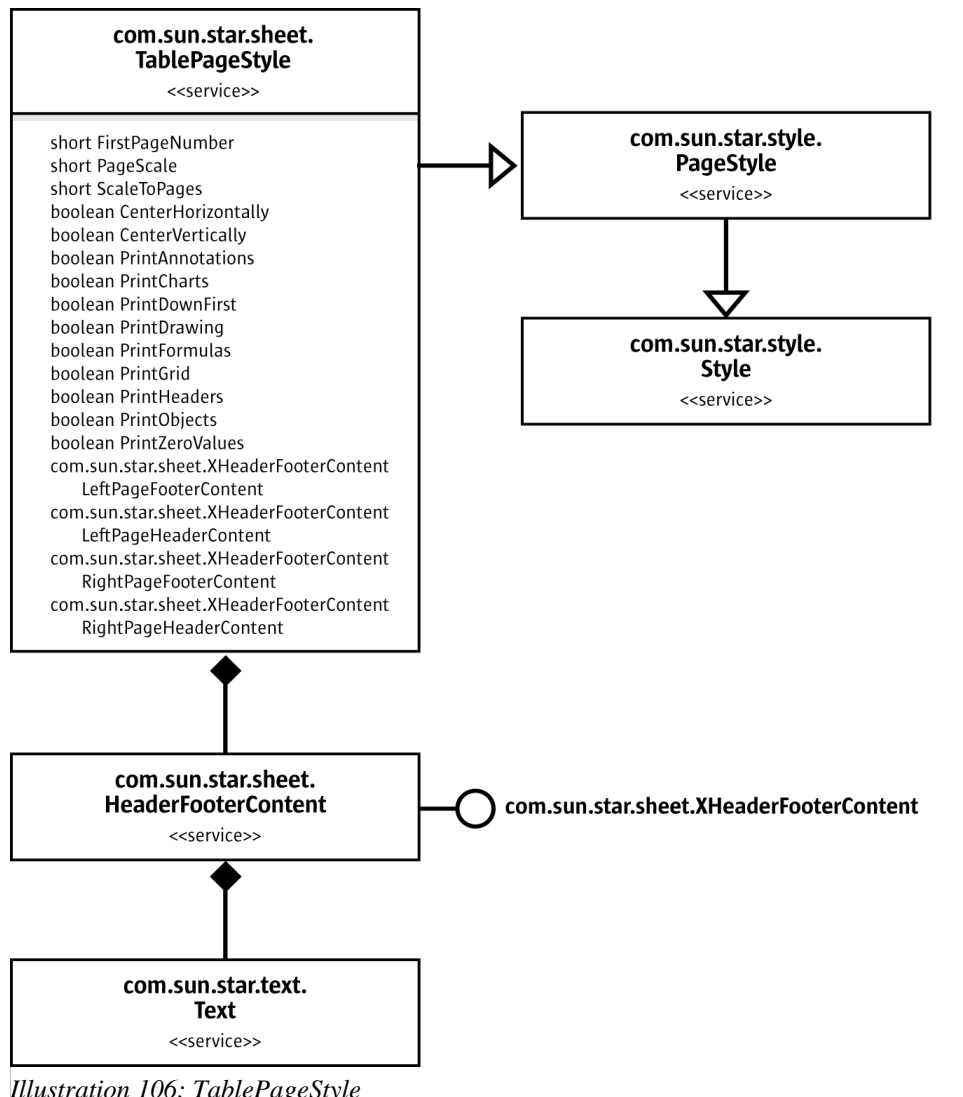 com.sun.star.sheet.
TablePageStyle
<<service>>
short FirstPageNumber
short PageScale
short ScaleToPages
boolean CenterHorizontally
boolean CenterVertically
boolean PrintAnnotations
boolean PrintCharts
boolean PrintDownFirst
boolean PrintDrawing
boolean PrintFormulas
boolean PrintGrid
boolean PrintHeaders
boolean PrintObjects
boolean PrintZeroValues
com.sun.star.sheet.XHeaderFooterContent
LeftPageFooterContent
com.sun.star.sheet.XHeaderFooterContent
LeftPageHeaderContent
com.sun.star.sheet.XHeaderFooterContent
RightPageFooterContent
com.sun.star.sheet.XHeaderFooterContent
RightPageHeaderContent
com.sun.star.style.
PageStyle
<<service>>
com.sun.star.style.
Style
<<service>>
com.sun.star.sheet.
HeaderFooterContent
<<service>>
com.sun.star.sheet.XHeaderFooterContent
com.sun.star.text.
Text
<<service>>
Illustration 106: TablePageStyle